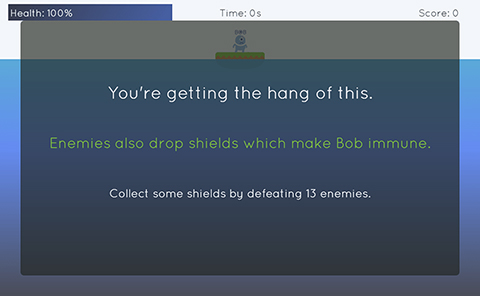 Health: 100%
Time: 0s
Score: 0
You're getting the hang of this.
Enemies also drop shields which make Bob immune.
Collect some shields by defeating 13 enemies.